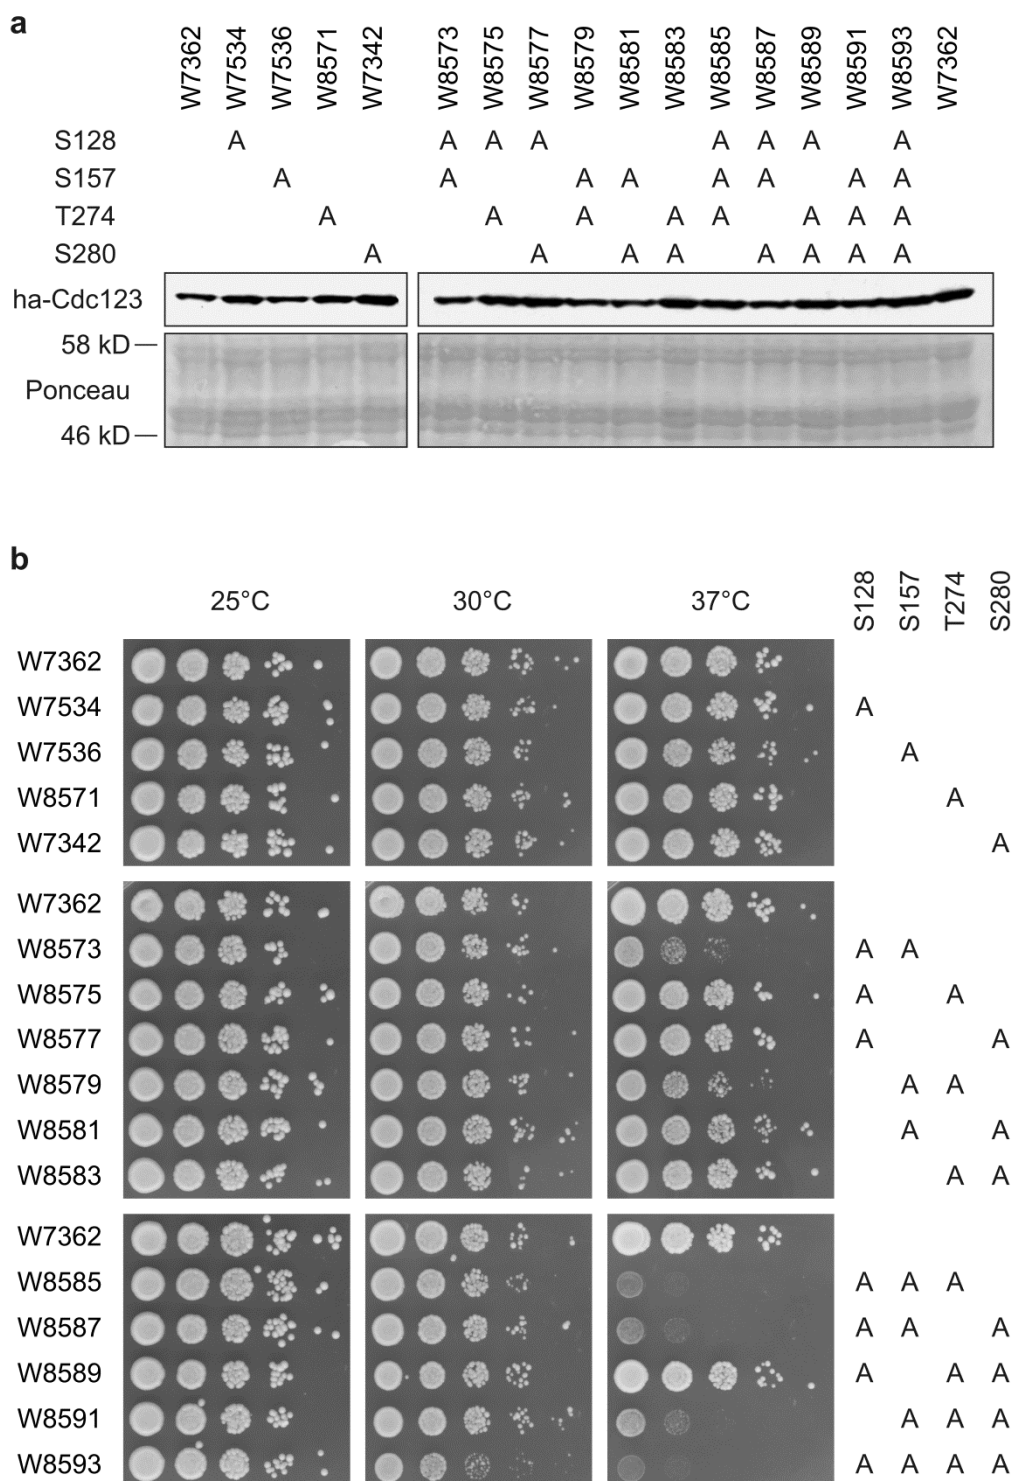 a
W7362 W7534 W7536 W8571 W7342 W8573 W8575 W8577 W8579 W8581 W8583 W8585 W8587 W8589 W8591 W8593 W7362
S128 A A A A A A A A
S157 A A A A A A A A
T274 A A A A A A A A
S280 A A A A A A A A
ha-Cdc123
58 kD
Ponceau
46 kD
b
25°C 30°C 37°C S128 S157 T274 S280
W7362
W7534 A
W7536 A
W8571 A
W7342 A
W7362
W8573 A A
W8575 A A
W8577 A A
W8579 A A
W8581 A A
W8583 A A
W7362
W8585 A A A
W8587 A A A
W8589 A A A
W8591 A A A
W8593 A A A A